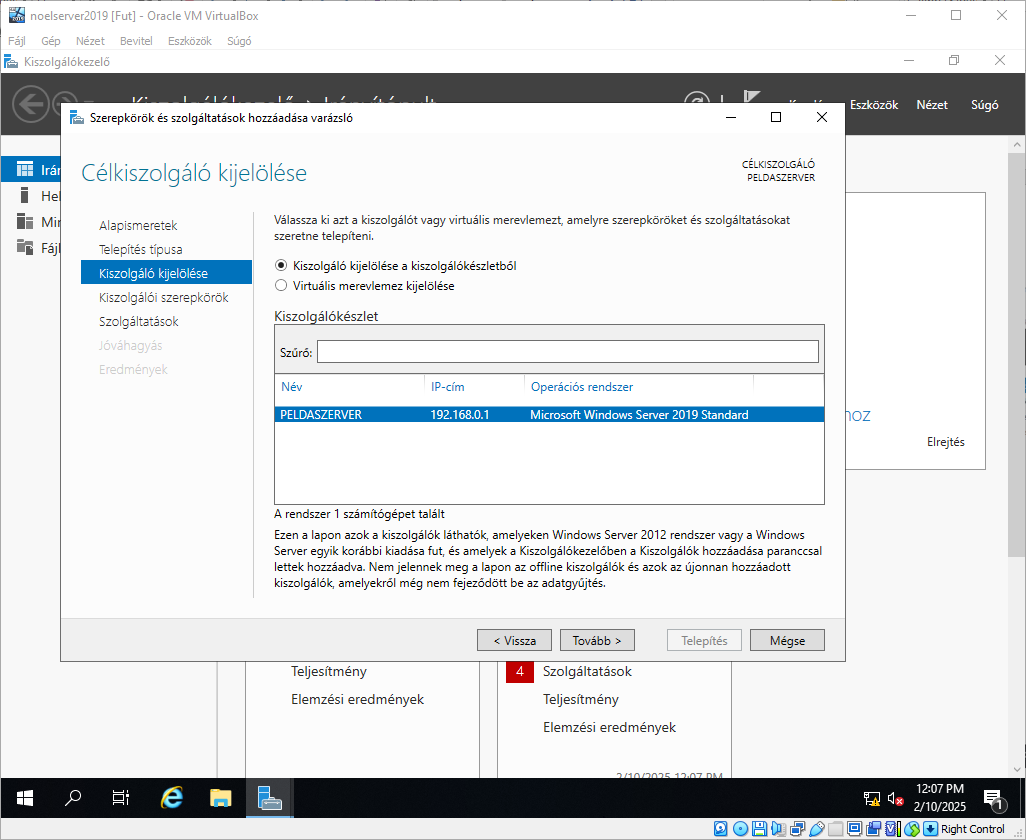 noelserver2019 [Fut] - Oracle VM VirtualBox
Fájl Gép Nézet Bevitel Eszközök Súgó
Kiszolgálókezelő
Eszközök Nézet Súgó
Szerepkörök és szolgáltatások hozzáadása varázsló
Célkiszolgáló kijelölése
CÉLKISZOLGÁLÓ
PELDASZERVER
Alapismeretek
Telepítés típusa
Kiszolgáló kijelölése
Kiszolgálói szerepkörök
Szolgáltatások
Jóváhagyás
Eredmények
Válassza ki azt a kiszolgálót vagy virtuális merevlemezt, amelyre szerepköröket és szolgáltatásokat
szeretne telepíteni.
Kiszolgáló kijelölése a kiszolgálókészletből
Virtuális merevlemez kijelölése
Kiszolgálókészlet
Szűrő:
Név IP-cím Operációs rendszer
PELDASZERVER 192.168.0.1 Microsoft Windows Server 2019 Standard
A rendszer 1 számítógépet talált
Ezen a lapon azok a kiszolgálók láthatók, amelyeken Windows Server 2012 rendszer vagy a Windows
Server egyik korábbi kiadása fut, és amelyek a Kiszolgálókezelőben a Kiszolgálók hozzáadása paranccsal
lettek hozzáadva. Nem jelennek meg a lapon az offline kiszolgálók és azok az újonnan hozzáadott
kiszolgálók, amelyekről még nem fejeződött be az adatgyűjtés.
< Vissza Tovább > Telepítés Mégse
Elrejtés
Teljesítmény
Elemzési eredmények
4 Szolgáltatások
Teljesítmény
Elemzési eredmények
2/10/2025 12:07 PM
12:07 PM
2/10/2025
1
Right Control